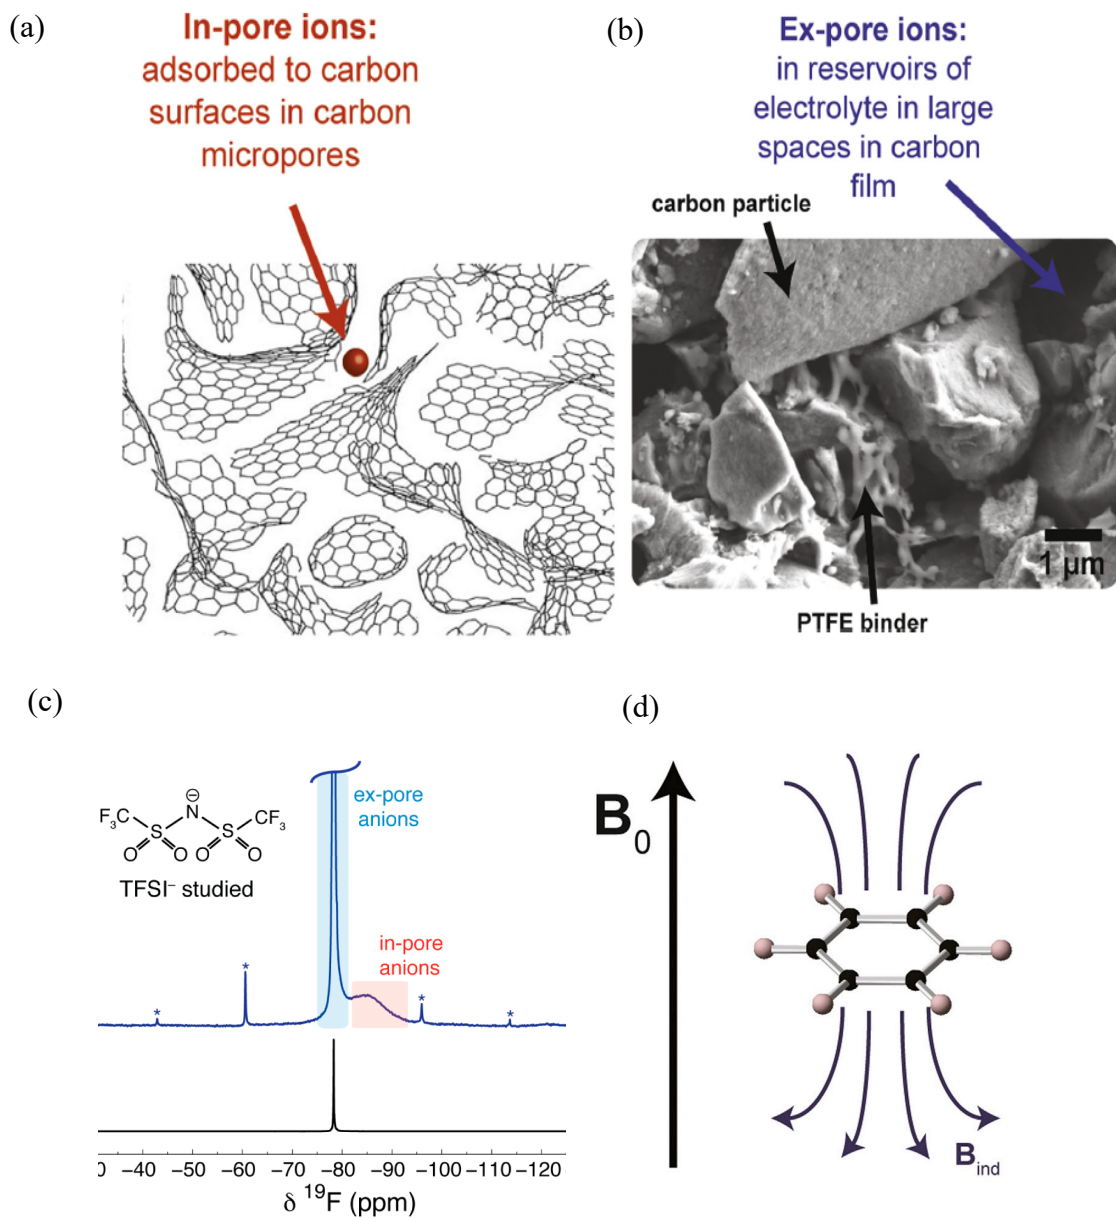 (a)
In-pore ions:
adsorbed to carbon
surfaces in carbon
micropores
(b)
Ex-pore ions:
in reservoirs of
electrolyte in large
spaces in carbon
film
carbon particle
1 µm
PTFE binder
(c)
⊖
F₃C S N S CF₃
O O O O
TFSI⁻ studied
ex-pore
anions
in-pore
anions
* * * *
0 −40 −50 −60 −70 −80 −90 −100 −110 −120
δ ¹⁹F (ppm)
(d)
B₀
B_ind